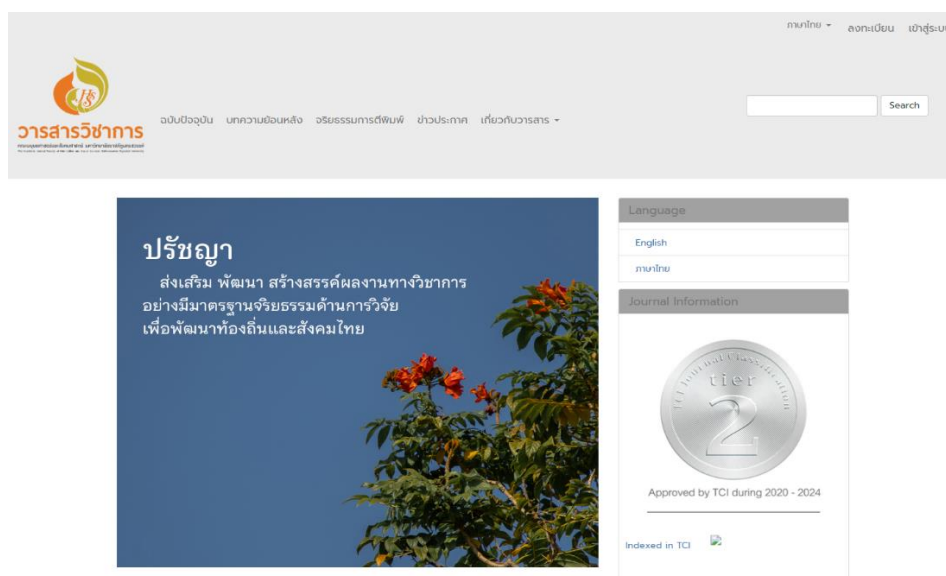 ภาษาไทย
ลงทะเบียน
เข้าสู่ระบบ
Search
วารสารวิชาการ
ฉบับปัจจุบัน
บทความย้อนหลัง
จริยธรรมการตีพิมพ์
ข่าวประกาศ
เกี่ยวกับวารสาร
ปรัชญา
ส่งเสริม พัฒนา สร้างสรรค์ผลงานทางวิชาการ
อย่างมีมาตรฐานจริยธรรมด้านการวิจัย
เพื่อพัฒนาท้องถิ่นและสังคมไทย
Language
English
ภาษาไทย
Journal Information
TCI Journal Classification
tier
2
Approved by TCI during 2020 - 2024
Indexed in TCI